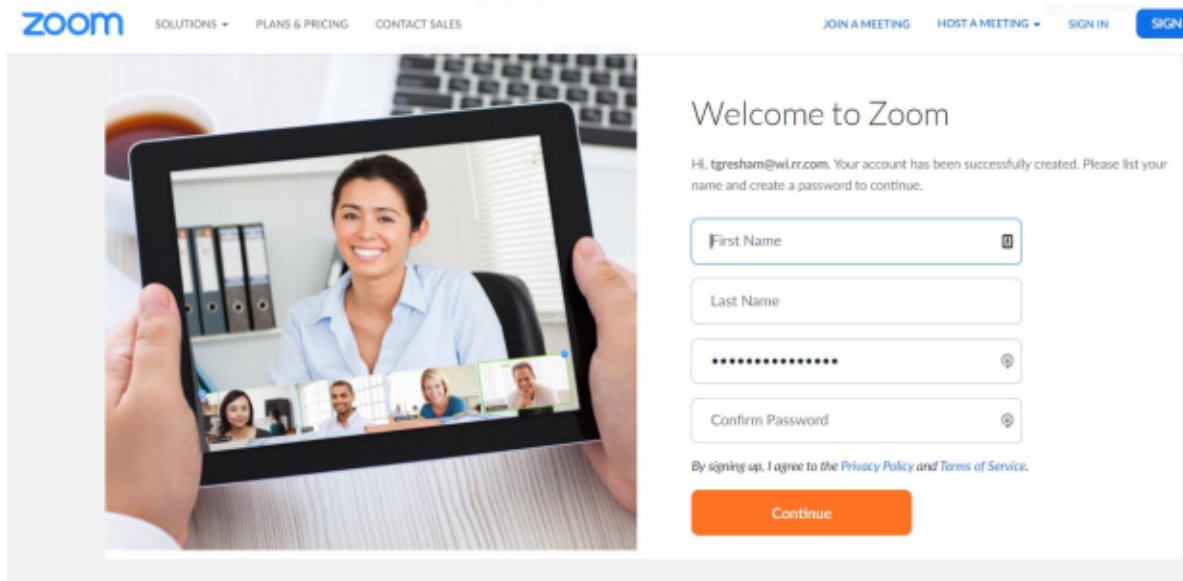 zoom
SOLUTIONS
PLANS & PRICING
CONTACT SALES
JOIN A MEETING
HOST A MEETING
SIGN IN
SIGN
Welcome to Zoom
Hi, tgresham@wi.rr.com. Your account has been successfully created. Please list your
name and create a password to continue.
First Name
Last Name
•••••••••••••••
Confirm Password
By signing up, I agree to the Privacy Policy and Terms of Service.
Continue